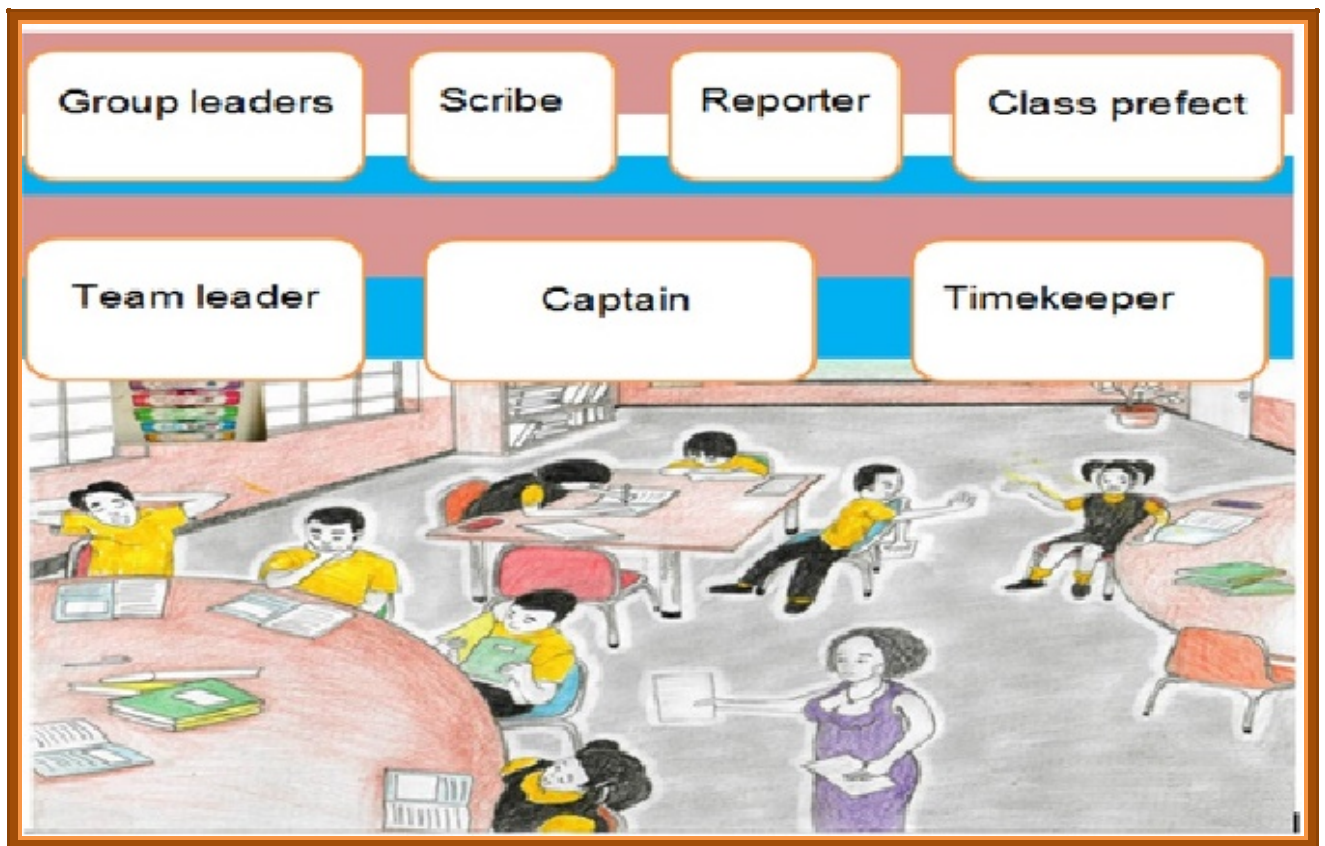 Group leaders
Scribe
Reporter
Class prefect
Team leader
Captain
Timekeeper